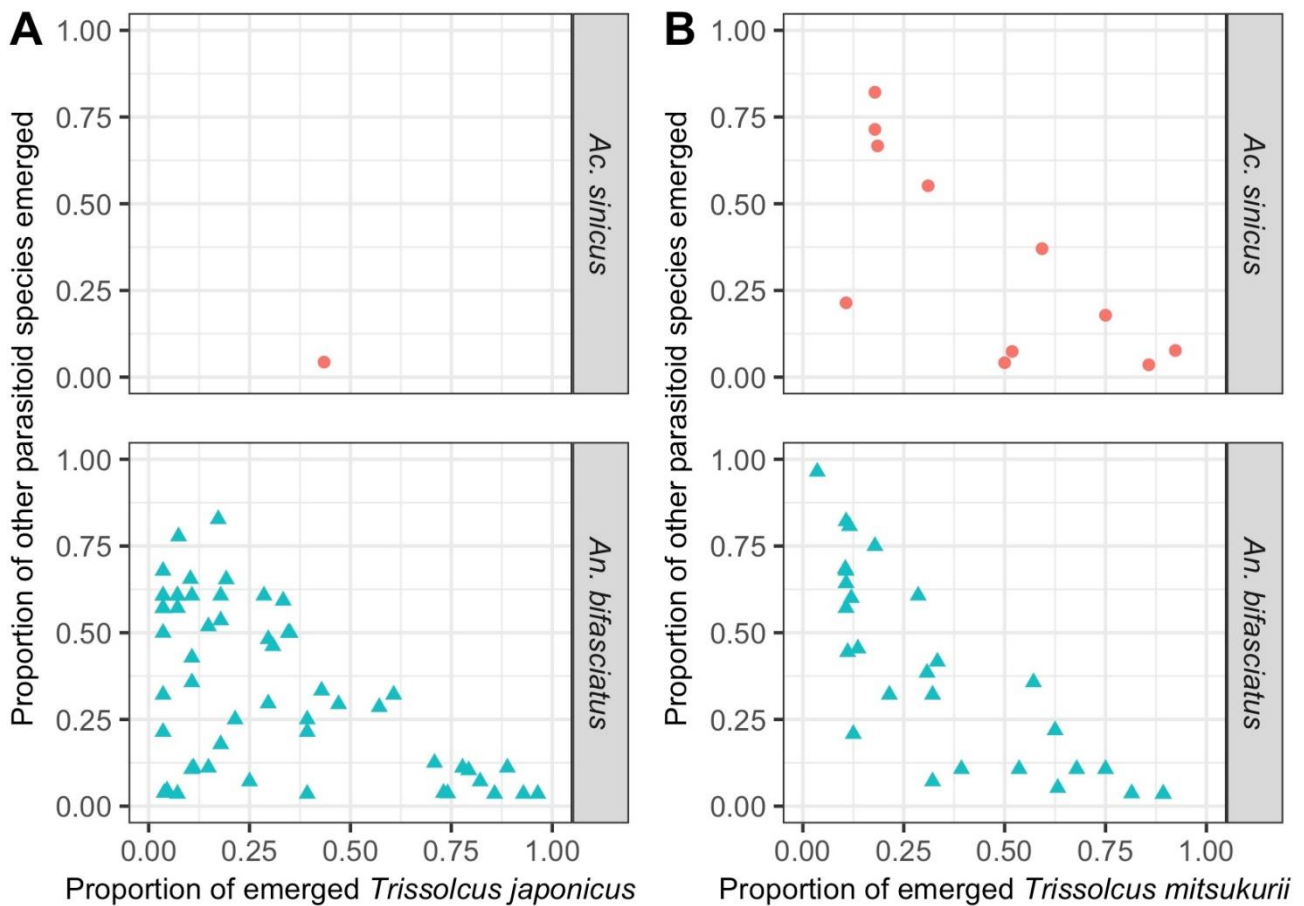 A
B
Proportion of other parasitoid species emerged
1.00
0.75
0.50
0.25
0.00
Ac. sinicus
1.00
0.75
0.50
0.25
0.00
An. bifasciatus
0.00 0.25 0.50 0.75 1.00
Proportion of emerged Trissolcus japonicus
Proportion of other parasitoid species emerged
1.00
0.75
0.50
0.25
0.00
Ac. sinicus
1.00
0.75
0.50
0.25
0.00
An. bifasciatus
0.00 0.25 0.50 0.75 1.00
Proportion of emerged Trissolcus mitsukurii